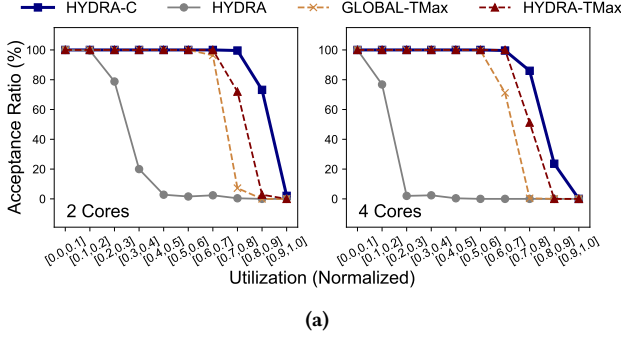 HYDRA-C HYDRA GLOBAL-TMax HYDRA-TMax
Acceptance Ratio (%)
100
80
60
40
20
0
2 Cores
[0.0,0.1] [0.1,0.2] [0.2,0.3] [0.3,0.4] [0.4,0.5] [0.5,0.6] [0.6,0.7] [0.7,0.8] [0.8,0.9] [0.9,1.0]
100
80
60
40
20
0
4 Cores
[0.0,0.1] [0.1,0.2] [0.2,0.3] [0.3,0.4] [0.4,0.5] [0.5,0.6] [0.6,0.7] [0.7,0.8] [0.8,0.9] [0.9,1.0]
Utilization (Normalized)
(a)